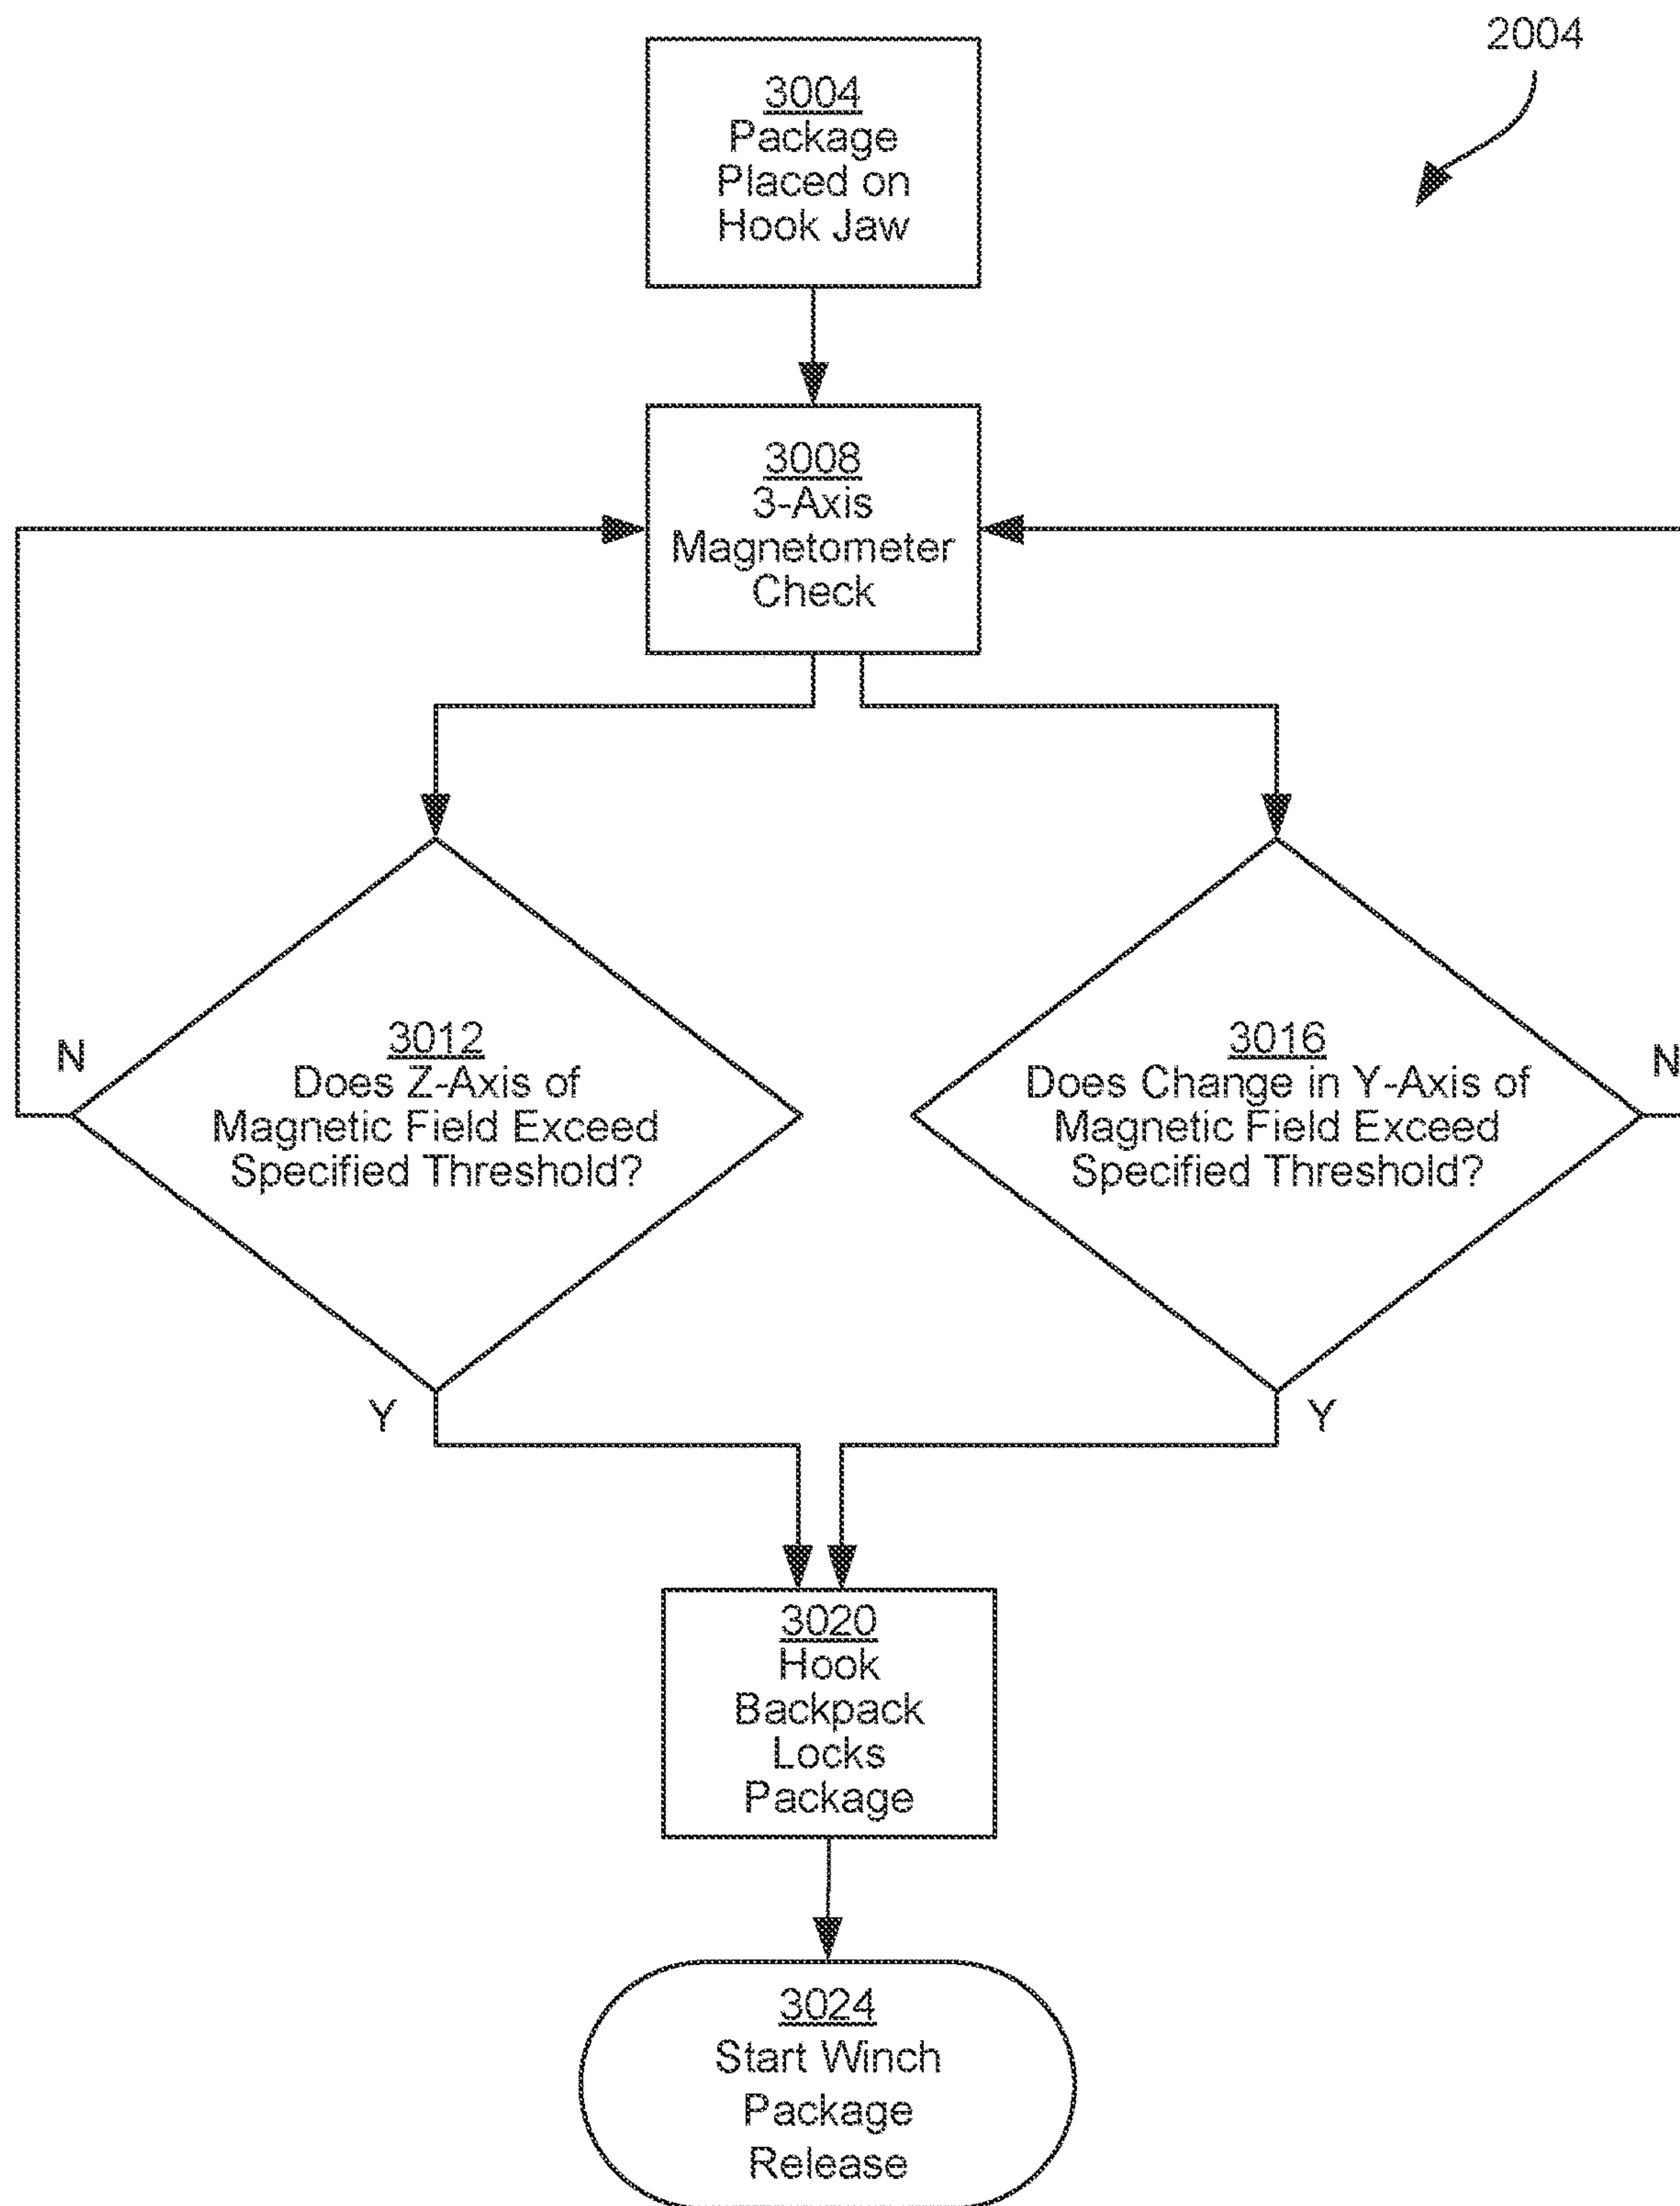 2004
3004
Package
Placed on
Hook Jaw
3008
3-Axis
Magnetometer
Check
N
3012
Does Z-Axis of
Magnetic Field Exceed
Specified Threshold?
3016
Does Change in Y-Axis of
Magnetic Field Exceed
Specified Threshold?
N
Y
Y
3020
Hook
Backpack
Locks
Package
3024
Start Winch
Package
Release